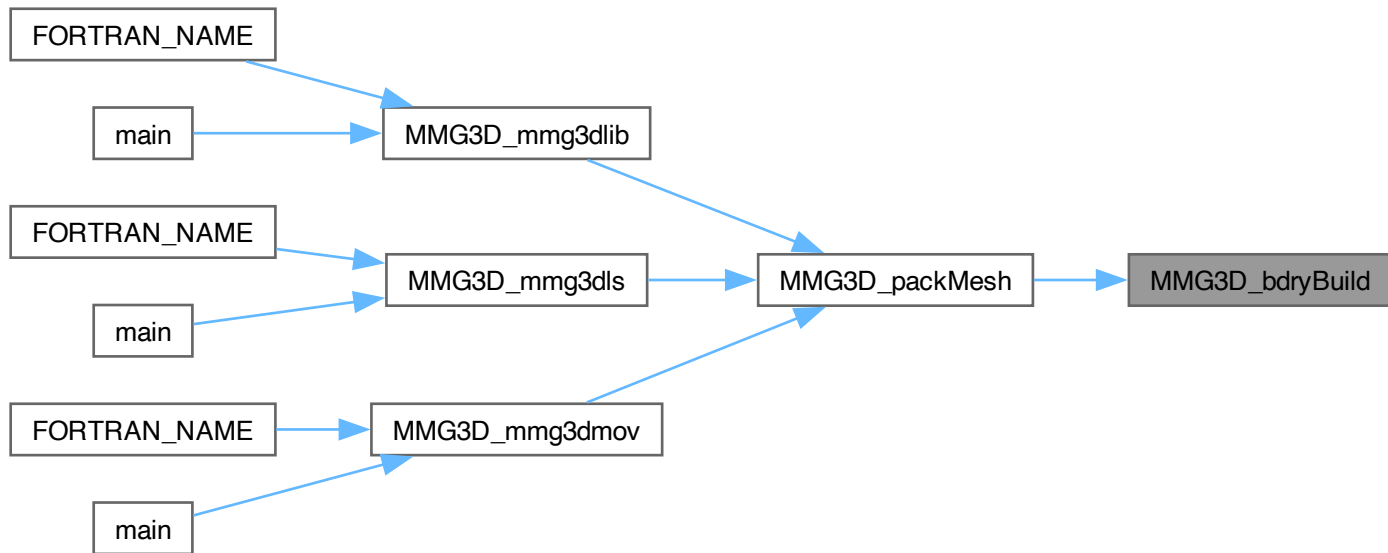 FORTRAN_NAME
main
MMG3D_mmg3dlib
FORTRAN_NAME
main
MMG3D_mmg3dls
MMG3D_packMesh
MMG3D_bdryBuild
FORTRAN_NAME
main
MMG3D_mmg3dmov